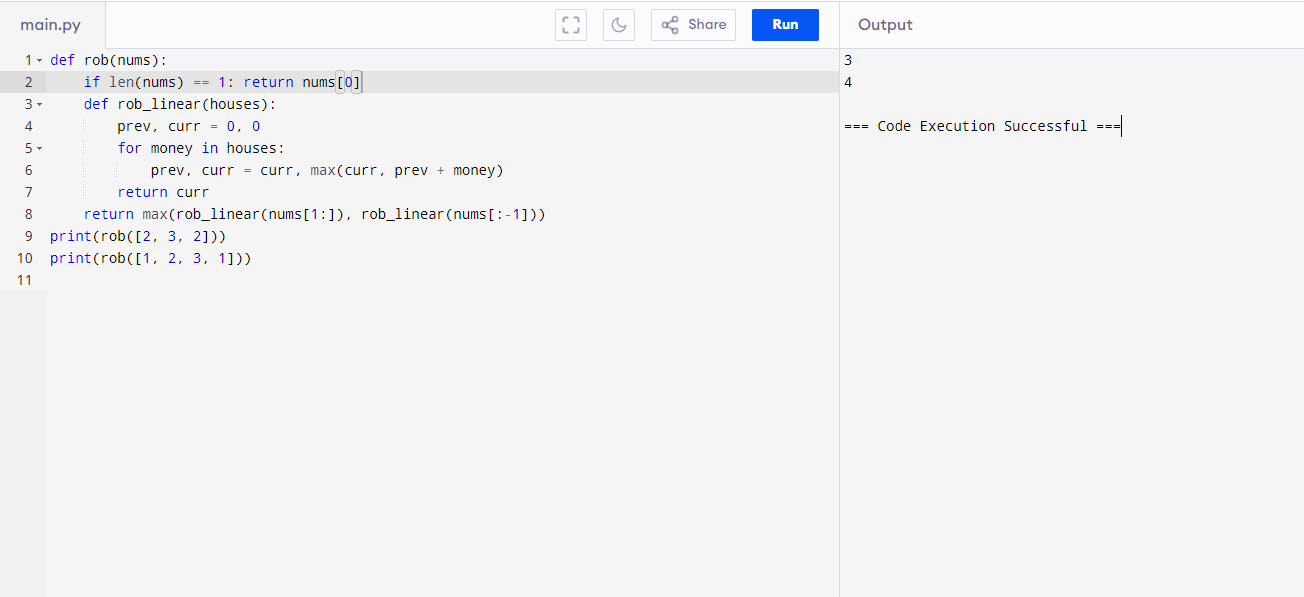 main.py
Share
Run
Output
1 def rob(nums):
2     if len(nums) == 1: return nums[0]
3     def rob_linear(houses):
4         prev, curr = 0, 0
5         for money in houses:
6             prev, curr = curr, max(curr, prev + money)
7         return curr
8     return max(rob_linear(nums[1:]), rob_linear(nums[:-1]))
9 print(rob([2, 3, 2]))
10 print(rob([1, 2, 3, 1]))
11
3
4
=== Code Execution Successful ===